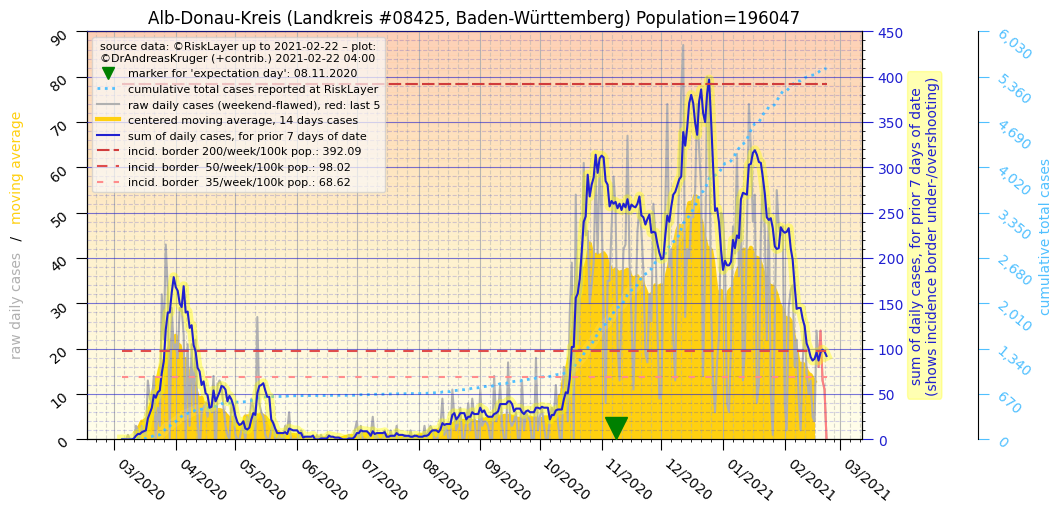 Alb-Donau-Kreis (Landkreis #08425, Baden-Württemberg) Population=196047
source data: ©RiskLayer up to 2021-02-22 – plot:
©DrAndreasKruger (+contrib.) 2021-02-22 04:00
marker for 'expectation day': 08.11.2020
cumulative total cases reported at RiskLayer
raw daily cases (weekend-flawed), red: last 5
centered moving average, 14 days cases
sum of daily cases, for prior 7 days of date
incid. border 200/week/100k pop.: 392.09
incid. border  50/week/100k pop.: 98.02
incid. border  35/week/100k pop.: 68.62
raw daily cases / moving average
90
80
70
60
50
40
30
20
10
0
03/2020
04/2020
05/2020
06/2020
07/2020
08/2020
09/2020
10/2020
11/2020
12/2020
01/2021
02/2021
03/2021
450
400
350
300
250
200
150
100
50
0
sum of daily cases, for prior 7 days of date
(shows incidence border under-/overshooting)
6,030
5,360
4,690
4,020
3,350
2,680
2,010
1,340
670
0
cumulative total cases